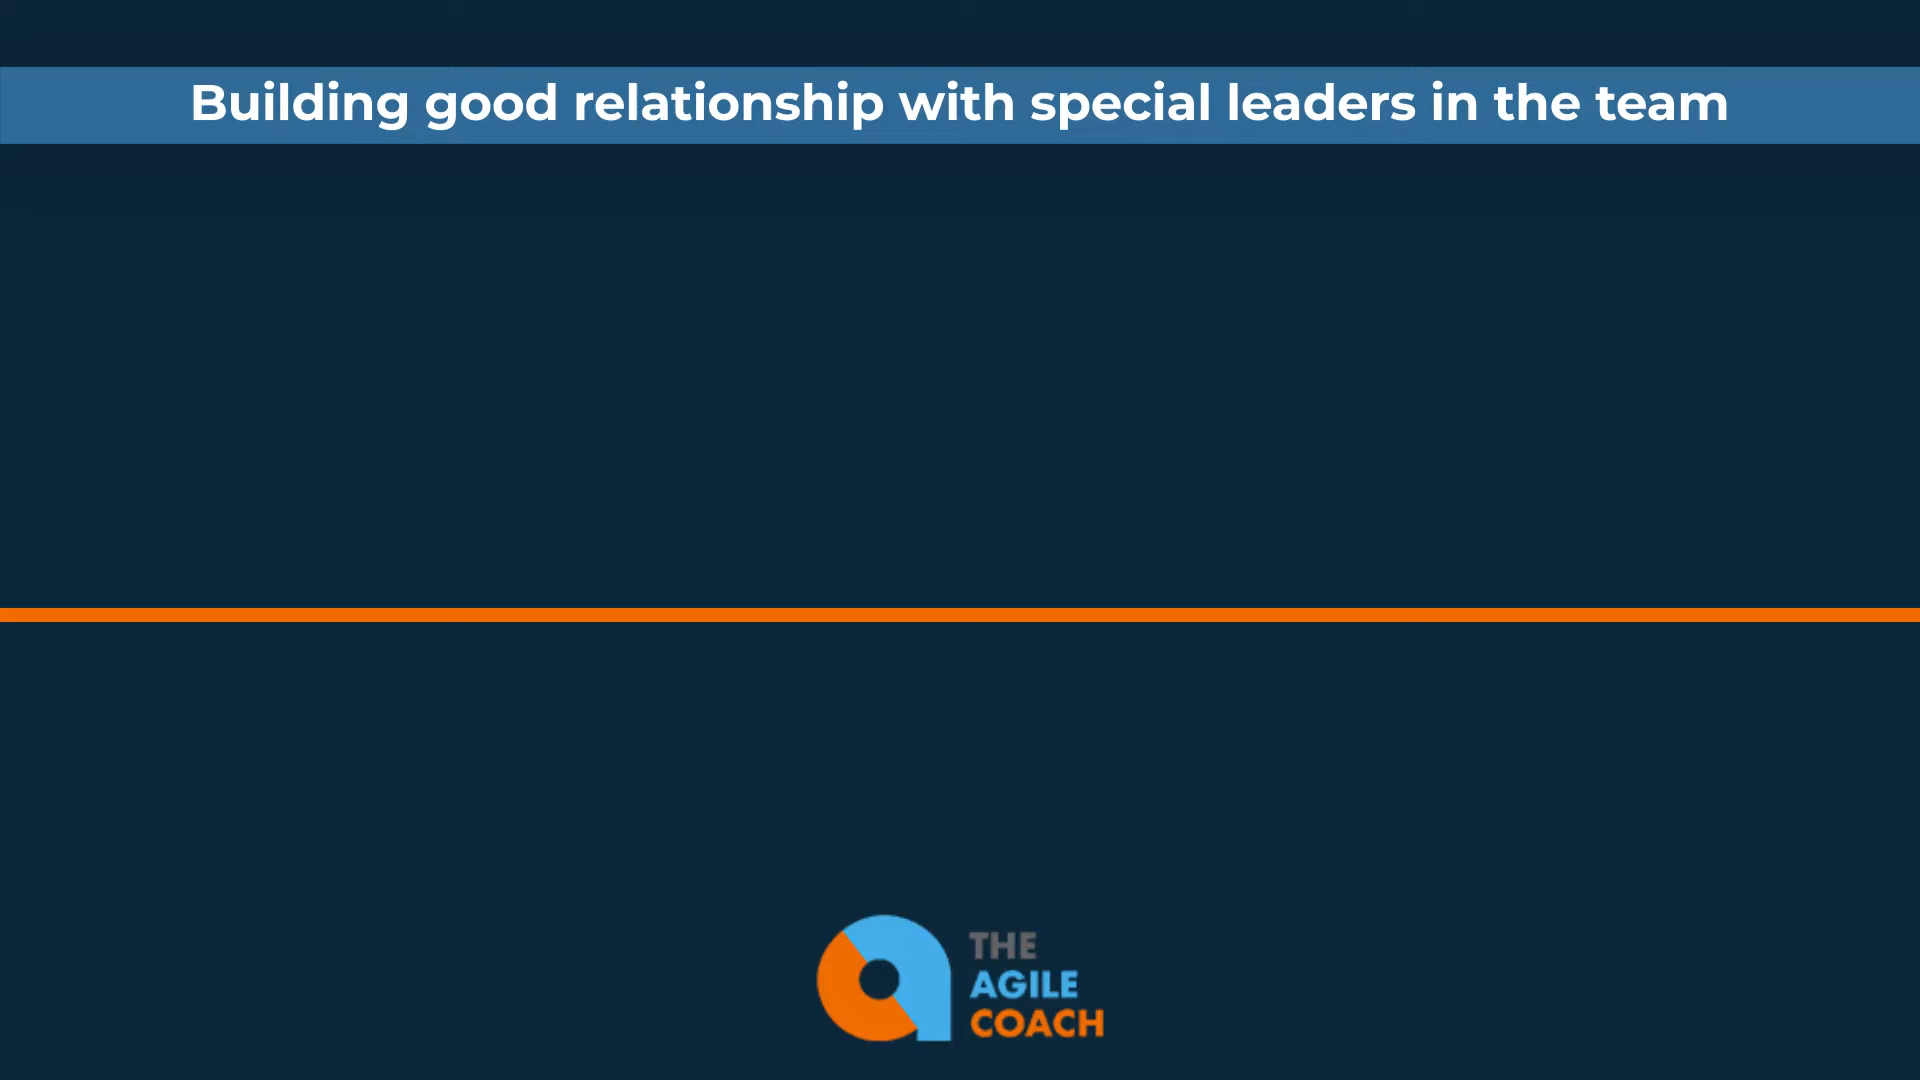 Building good relationship with special leaders in the team
THE
AGILE
COACH